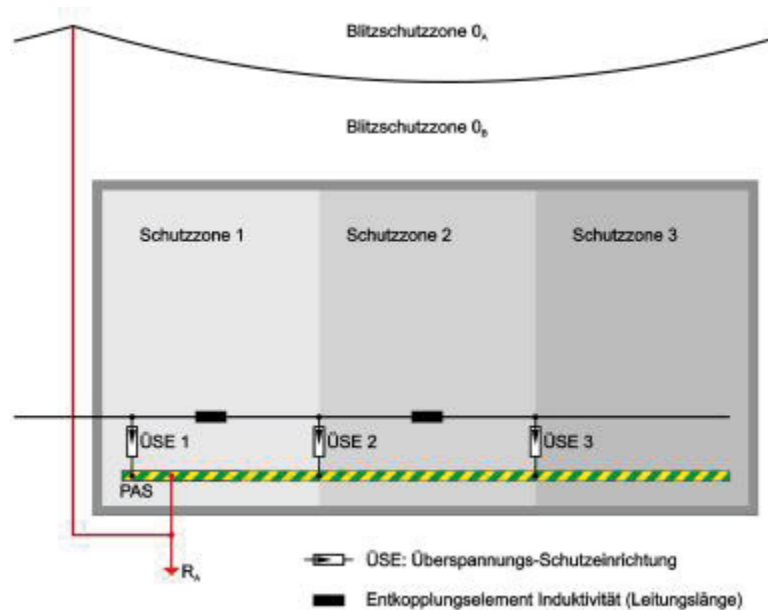 Blitzschutzzone 0A
Blitzschutzzone 0B
Schutzzone 1
Schutzzone 2
Schutzzone 3
ÜSE 1
ÜSE 2
ÜSE 3
PAS
RA
ÜSE: Überspannungs-Schutzeinrichtung
Entkopplungselement Induktivität (Leitungslänge)